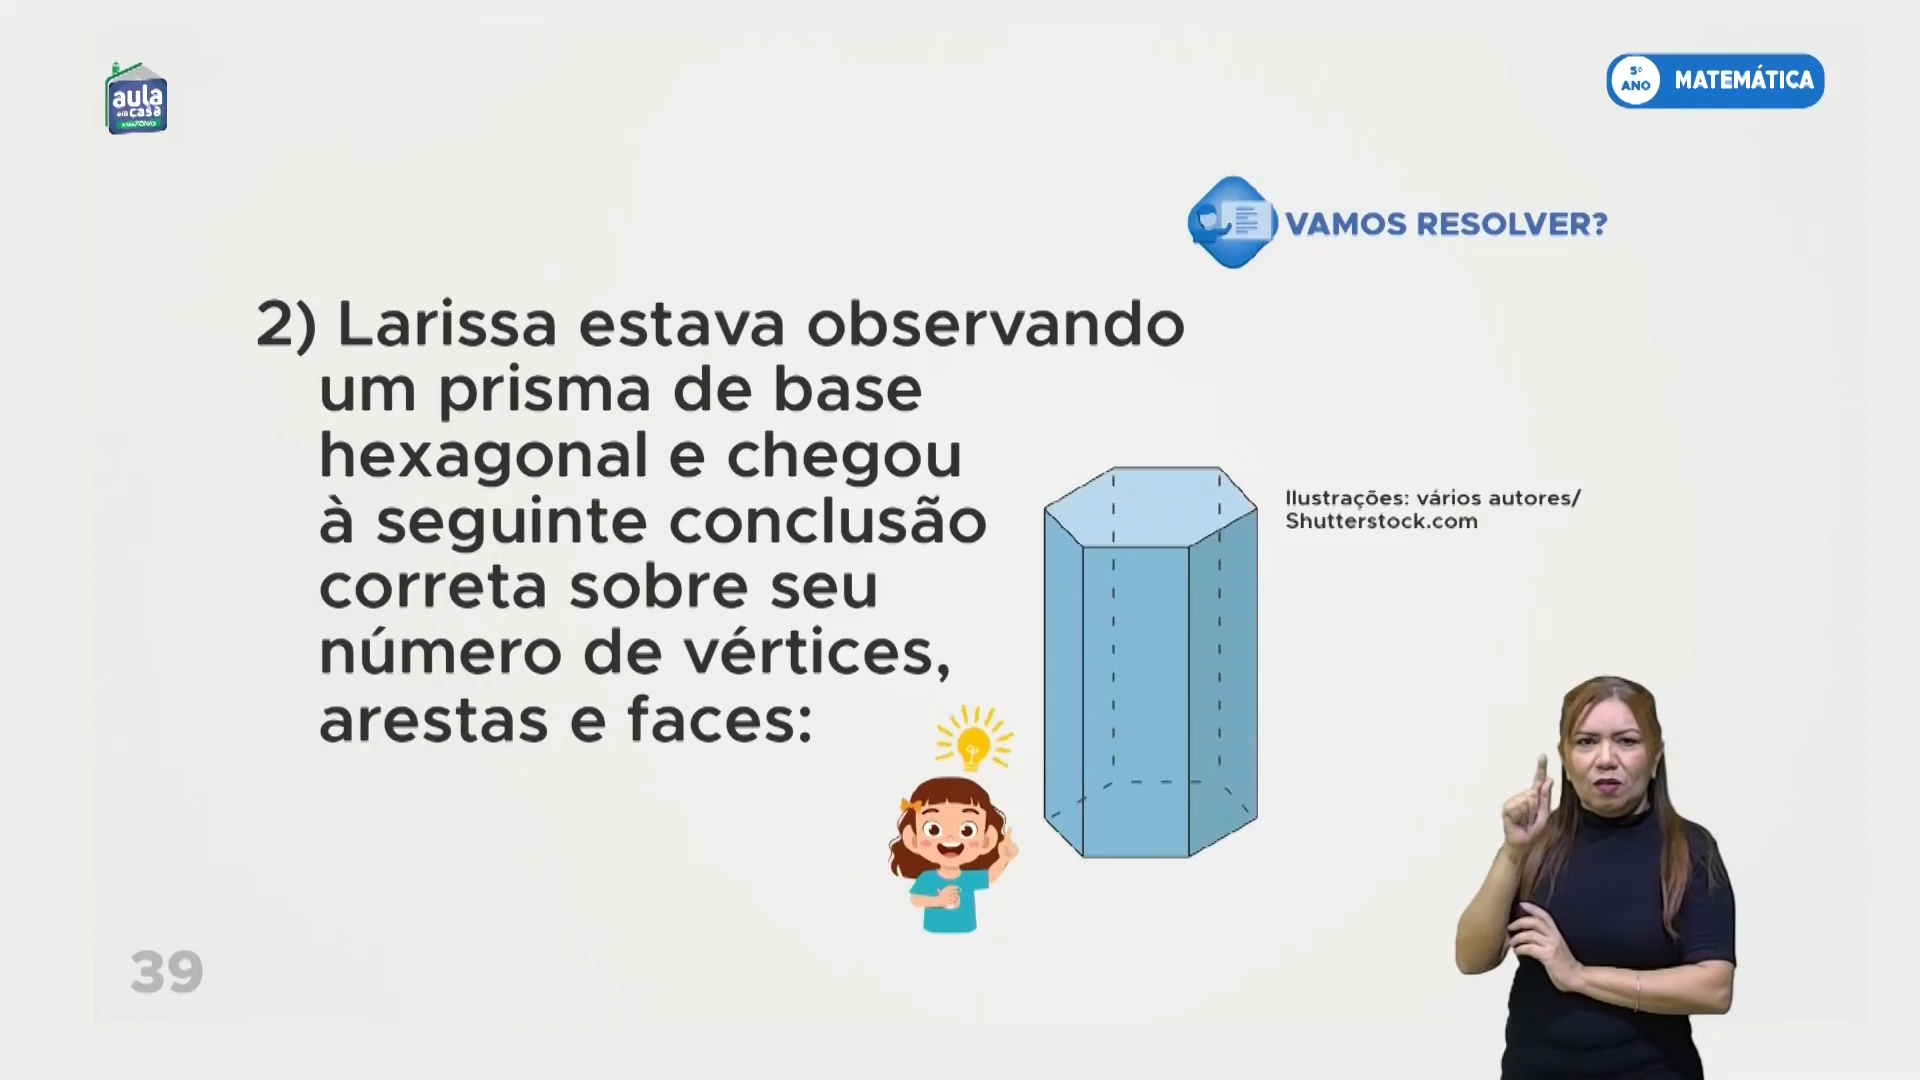 aula
em casa
5º
ANO
MATEMÁTICA
VAMOS RESOLVER?
2) Larissa estava observando
um prisma de base
hexagonal e chegou
à seguinte conclusão
correta sobre seu
número de vértices,
arestas e faces:
Ilustrações: vários autores/
Shutterstock.com
39